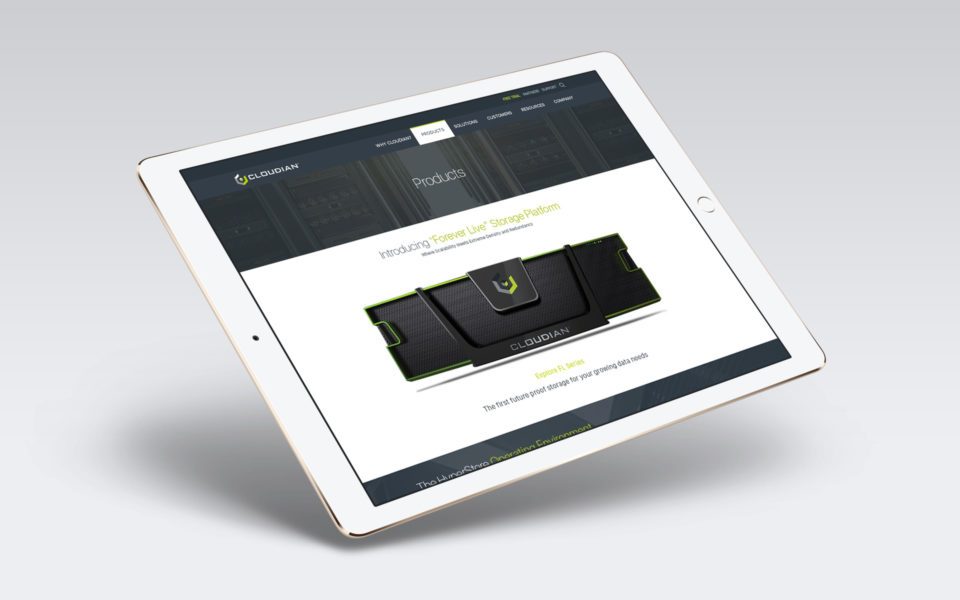 FREE TRIAL PARTNERS SUPPORT
WHY CLOUDIAN? PRODUCTS SOLUTIONS CUSTOMERS RESOURCES COMPANY
CLOUDIAN
Products
Introducing "Forever Live" Storage Platform
Where Scalability Meets Extreme Density and Redundancy
CLOUDIAN
Explore FL Series
The first future proof storage for your growing data needs
The HyperStore Operating Environment